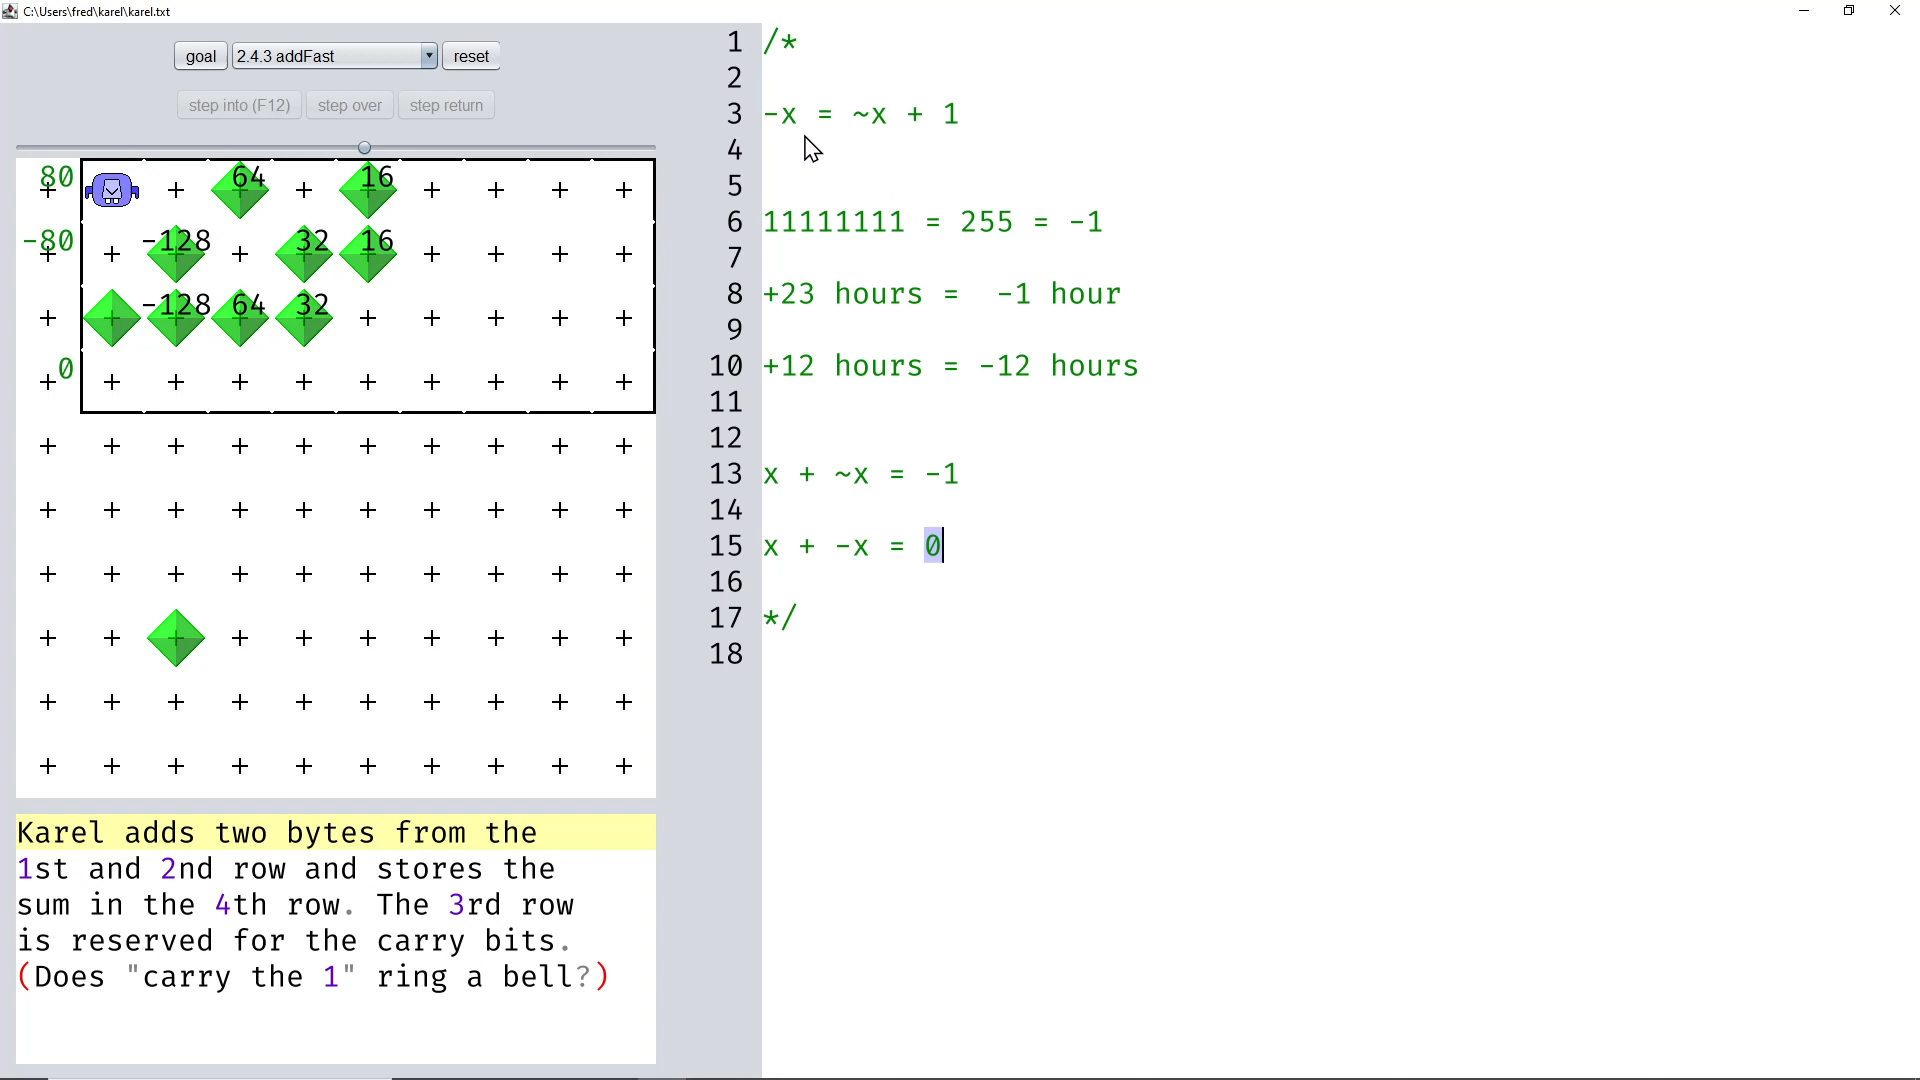 C:\Users\fred\karel\karel.txt
goal 2.4.3 addFast reset
step into (F12) step over step return
80 64 16
-80 -128 32 16
-128 64 32
0
Karel adds two bytes from the
1st and 2nd row and stores the
sum in the 4th row. The 3rd row
is reserved for the carry bits.
(Does "carry the 1" ring a bell?)
1 /*
2
3 -x = ~x + 1
4
5
6 11111111 = 255 = -1
7
8 +23 hours =  -1 hour
9
10 +12 hours = -12 hours
11
12
13 x + ~x = -1
14
15 x + -x = 0
16
17 */
18